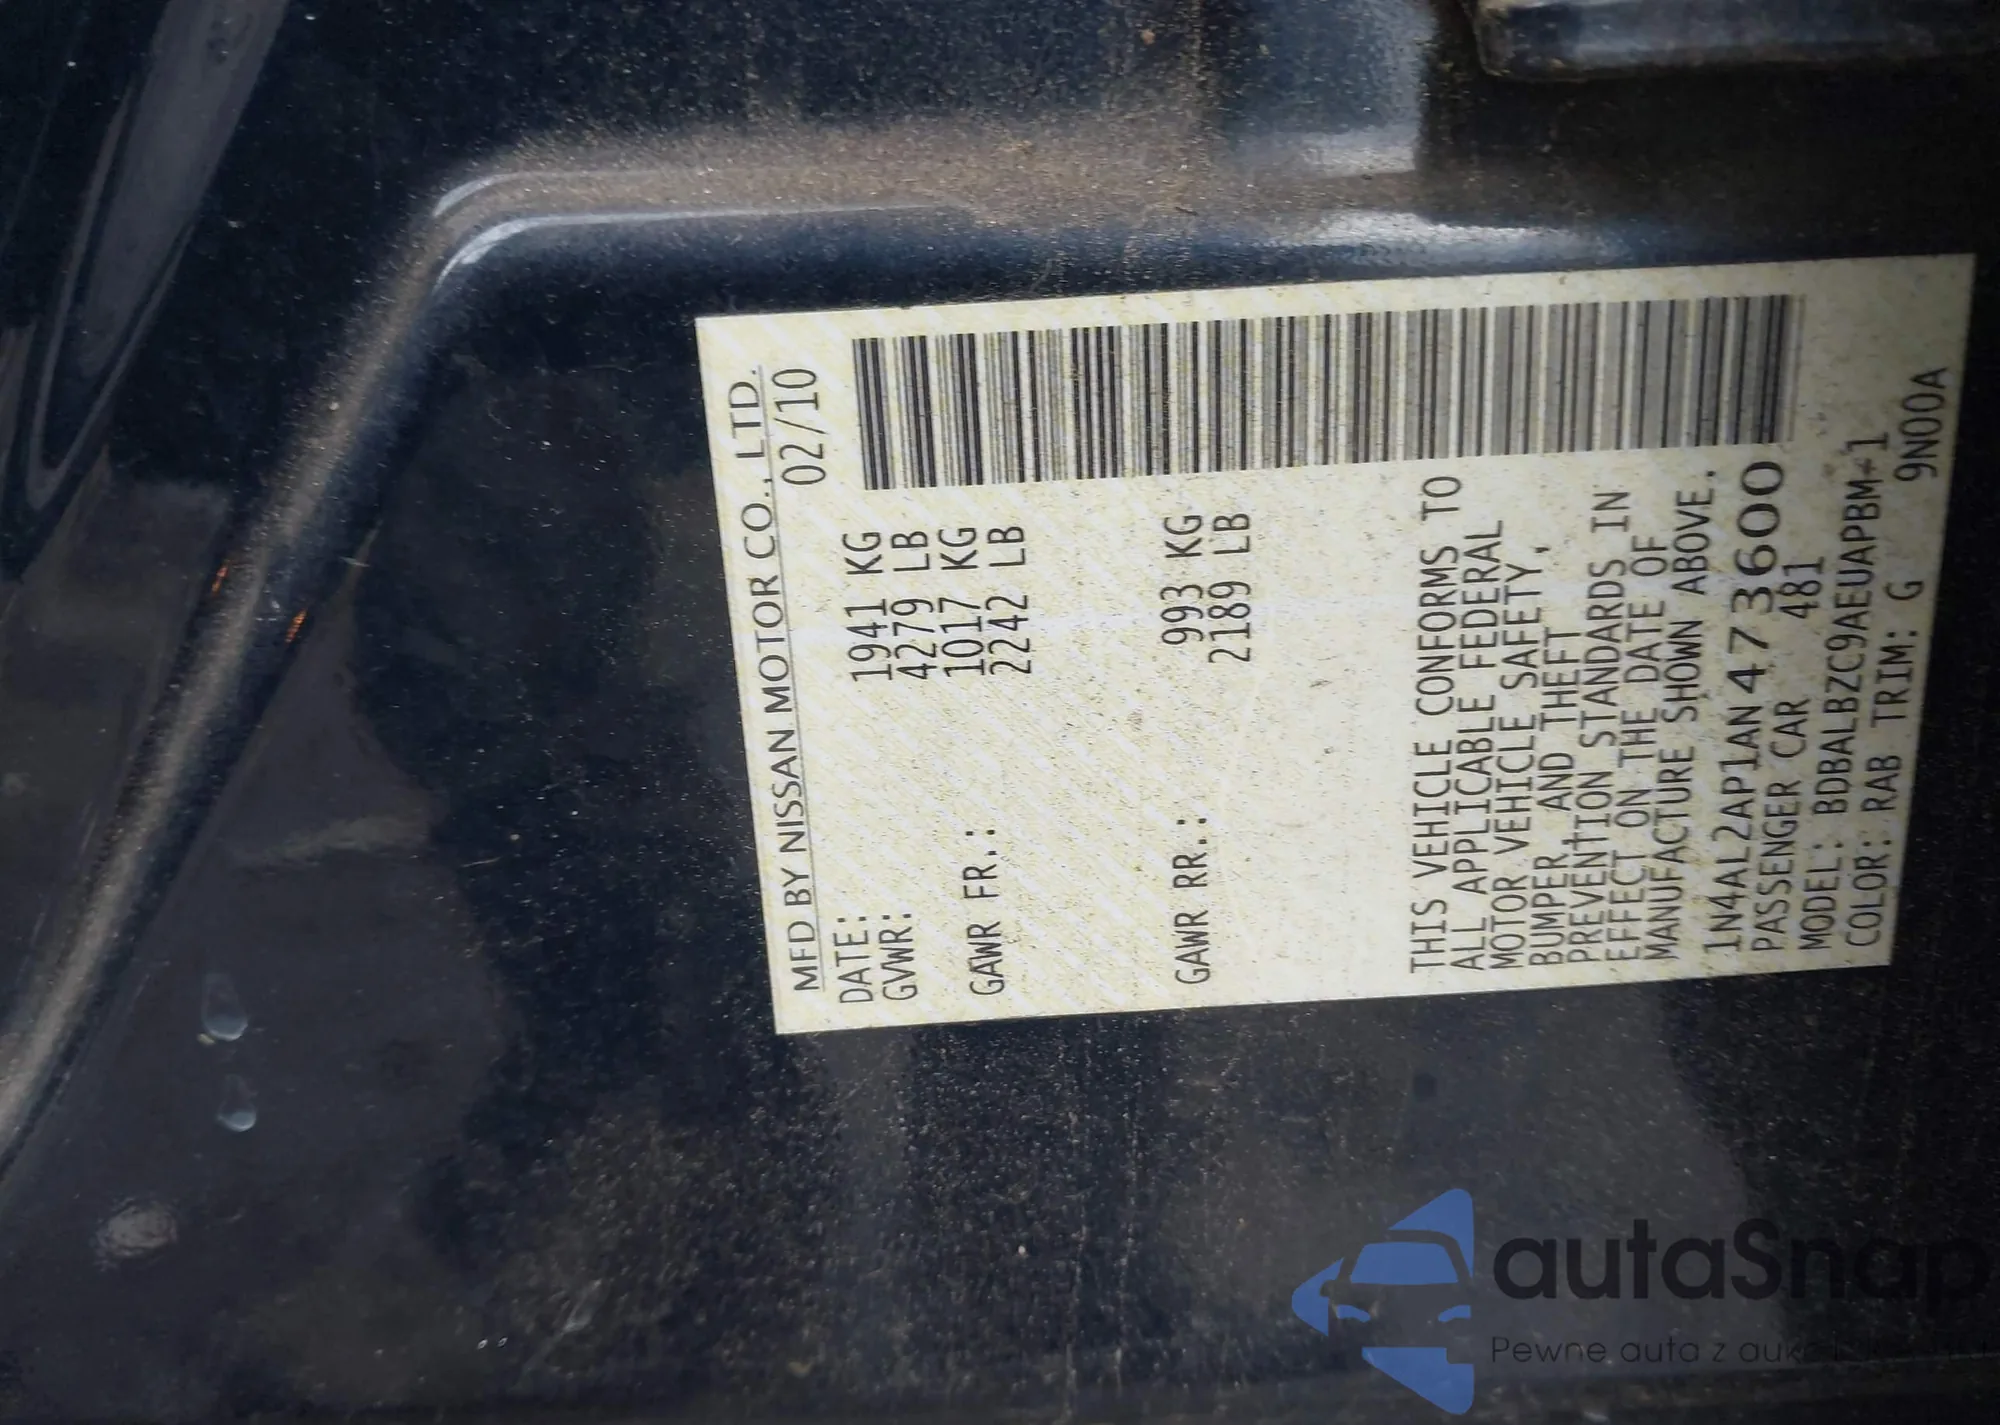 MFD BY NISSAN MOTOR CO., LTD.
DATE: 02/10
GVWR: 1941 KG
4279 LB
GAWR FR.: 1017 KG
2242 LB
GAWR RR.: 993 KG
2189 LB
THIS VEHICLE CONFORMS TO
ALL APPLICABLE FEDERAL
MOTOR VEHICLE SAFETY,
BUMPER AND THEFT
PREVENTION STANDARDS IN
EFFECT ON THE DATE OF
MANUFACTURE SHOWN ABOVE.
1N4AL2AP1AN473600
PASSENGER CAR 481
MODEL: BDBALBZC9AEUAPBM-1
COLOR: RAB TRIM: G 9N00A
autaSnap
Pewne auta z